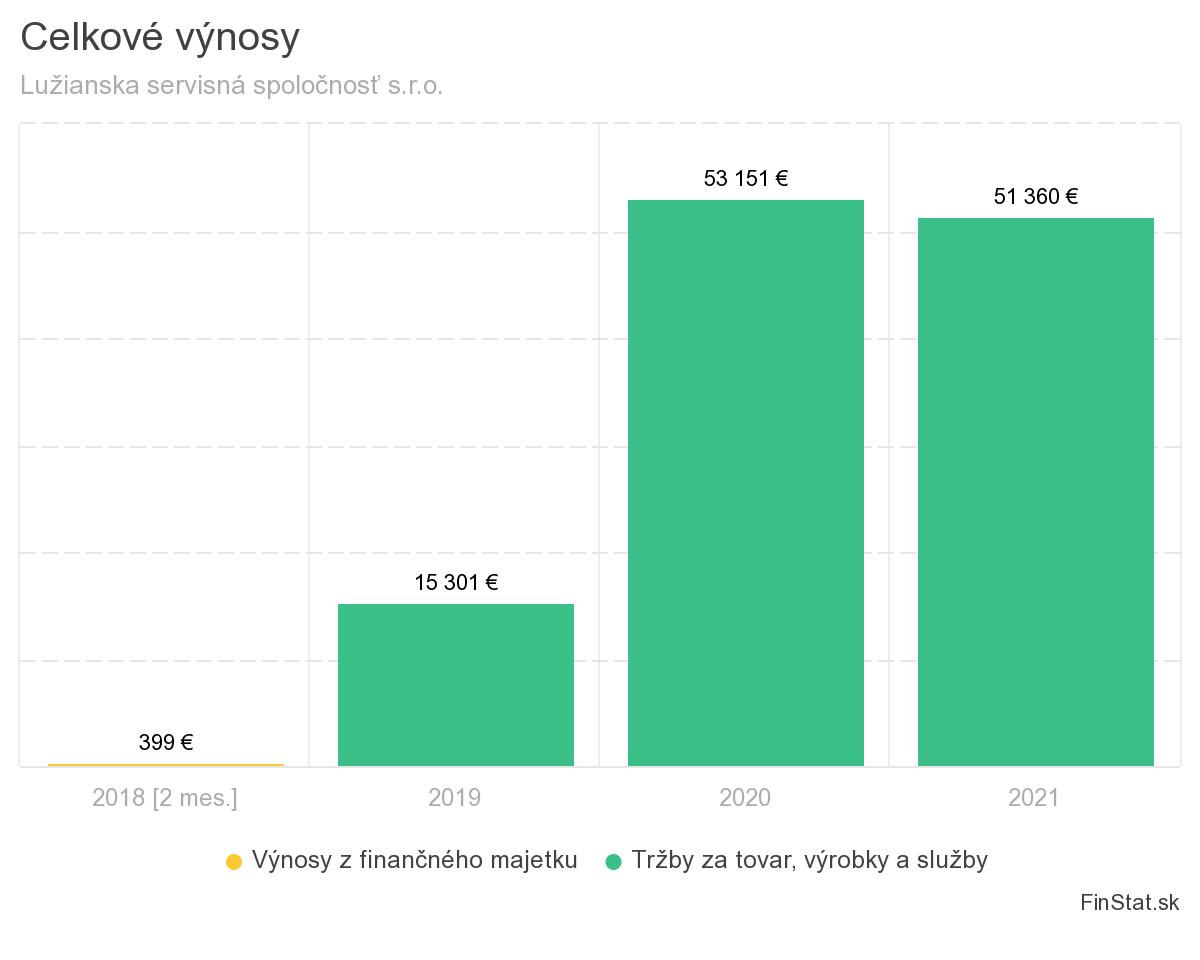 Celkové výnosy
Lužianska servisná spoločnosť s.r.o.
53 151 €
51 360 €
15 301 €
399 €
2018 [2 mes.]
2019
2020
2021
Výnosy z finančného majetku
Tržby za tovar, výrobky a služby
FinStat.sk